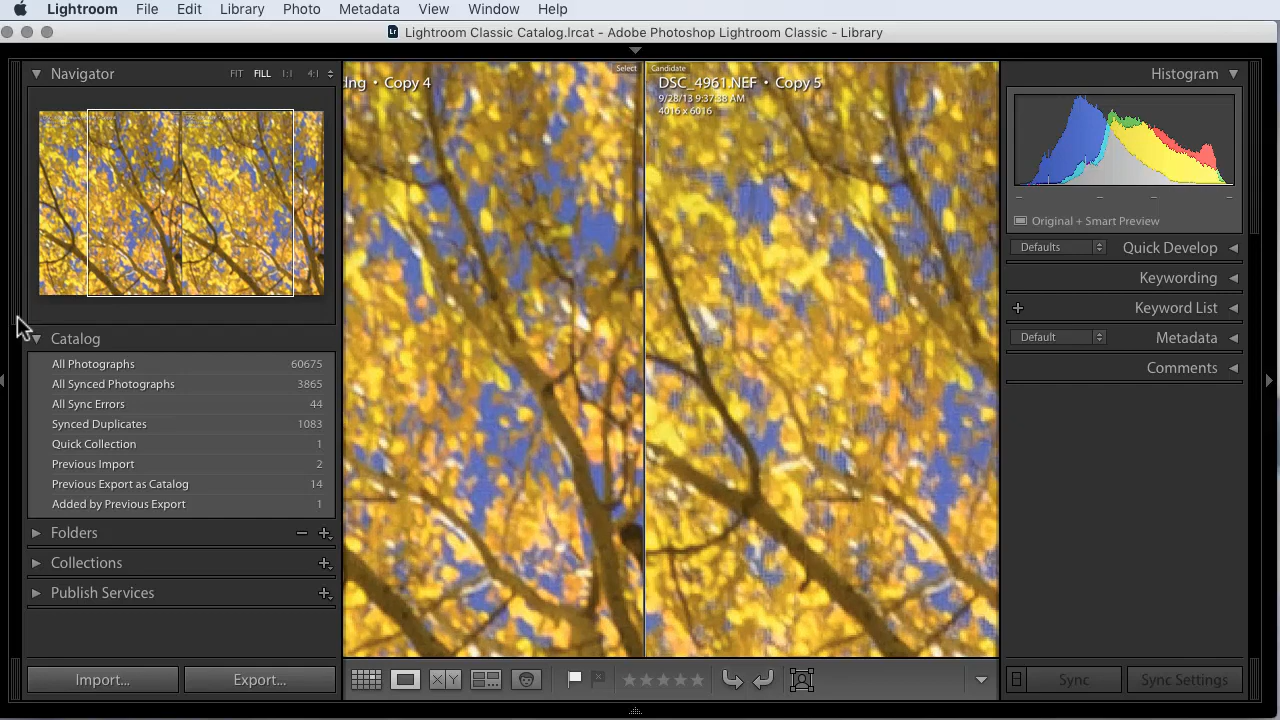 Lightroom File Edit Library Photo Metadata View Window Help
Lr Lightroom Classic Catalog.lrcat - Adobe Photoshop Lightroom Classic - Library
Navigator FIT FILL 1:1 4:1
dng • Copy 4
Select
Candidate
DSC_4961.NEF • Copy 5
9/28/13 9:37:38 AM
4016 x 6016
Catalog
All Photographs 60675
All Synced Photographs 3865
All Sync Errors 44
Synced Duplicates 1083
Quick Collection 1
Previous Import 2
Previous Export as Catalog 14
Added by Previous Export 1
Folders
Collections
Publish Services
Import... Export...
X Y
Histogram
Original + Smart Preview
Defaults Quick Develop
Keywording
Keyword List
Default Metadata
Comments
Sync Sync Settings